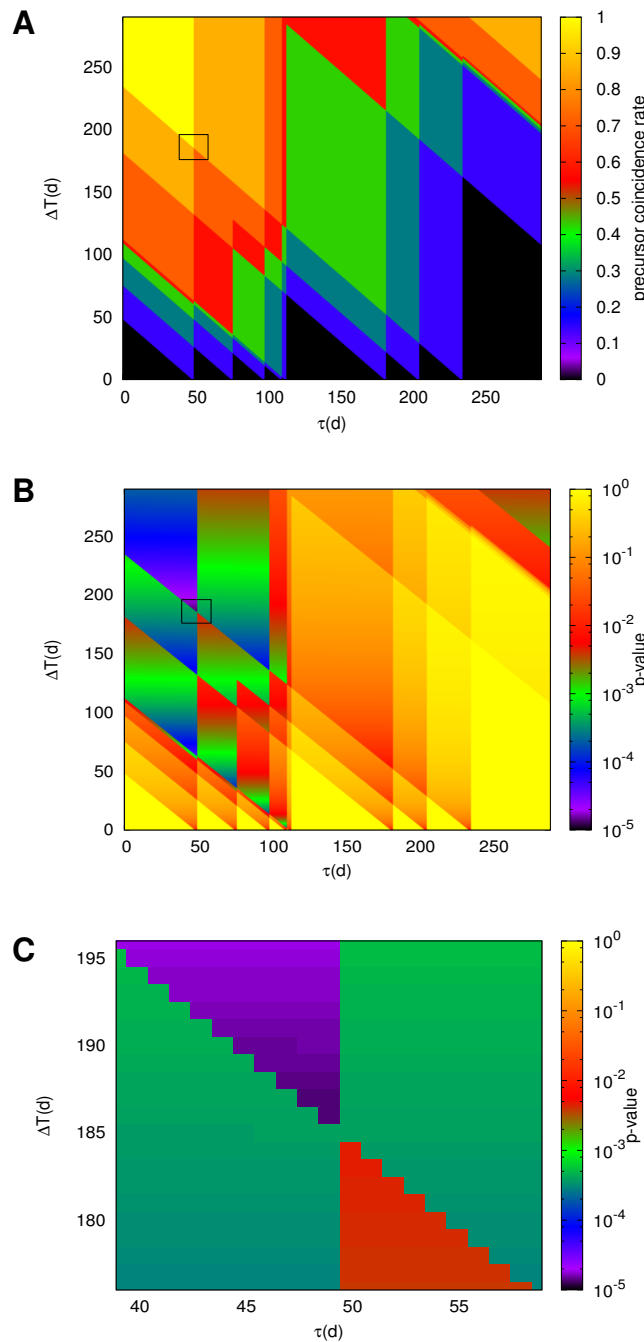 A
250
200
150
100
50
0
ΔT(d)
0 50 100 150 200 250
τ(d)
1
0.9
0.8
0.7
0.6
0.5
0.4
0.3
0.2
0.1
0
precursor coincidence rate
B
250
200
150
100
50
0
ΔT(d)
0 50 100 150 200 250
τ(d)
10^0
10^-1
10^-2
10^-3
10^-4
10^-5
p-value
C
195
190
185
180
ΔT(d)
40 45 50 55
τ(d)
10^0
10^-1
10^-2
10^-3
10^-4
10^-5
p-value